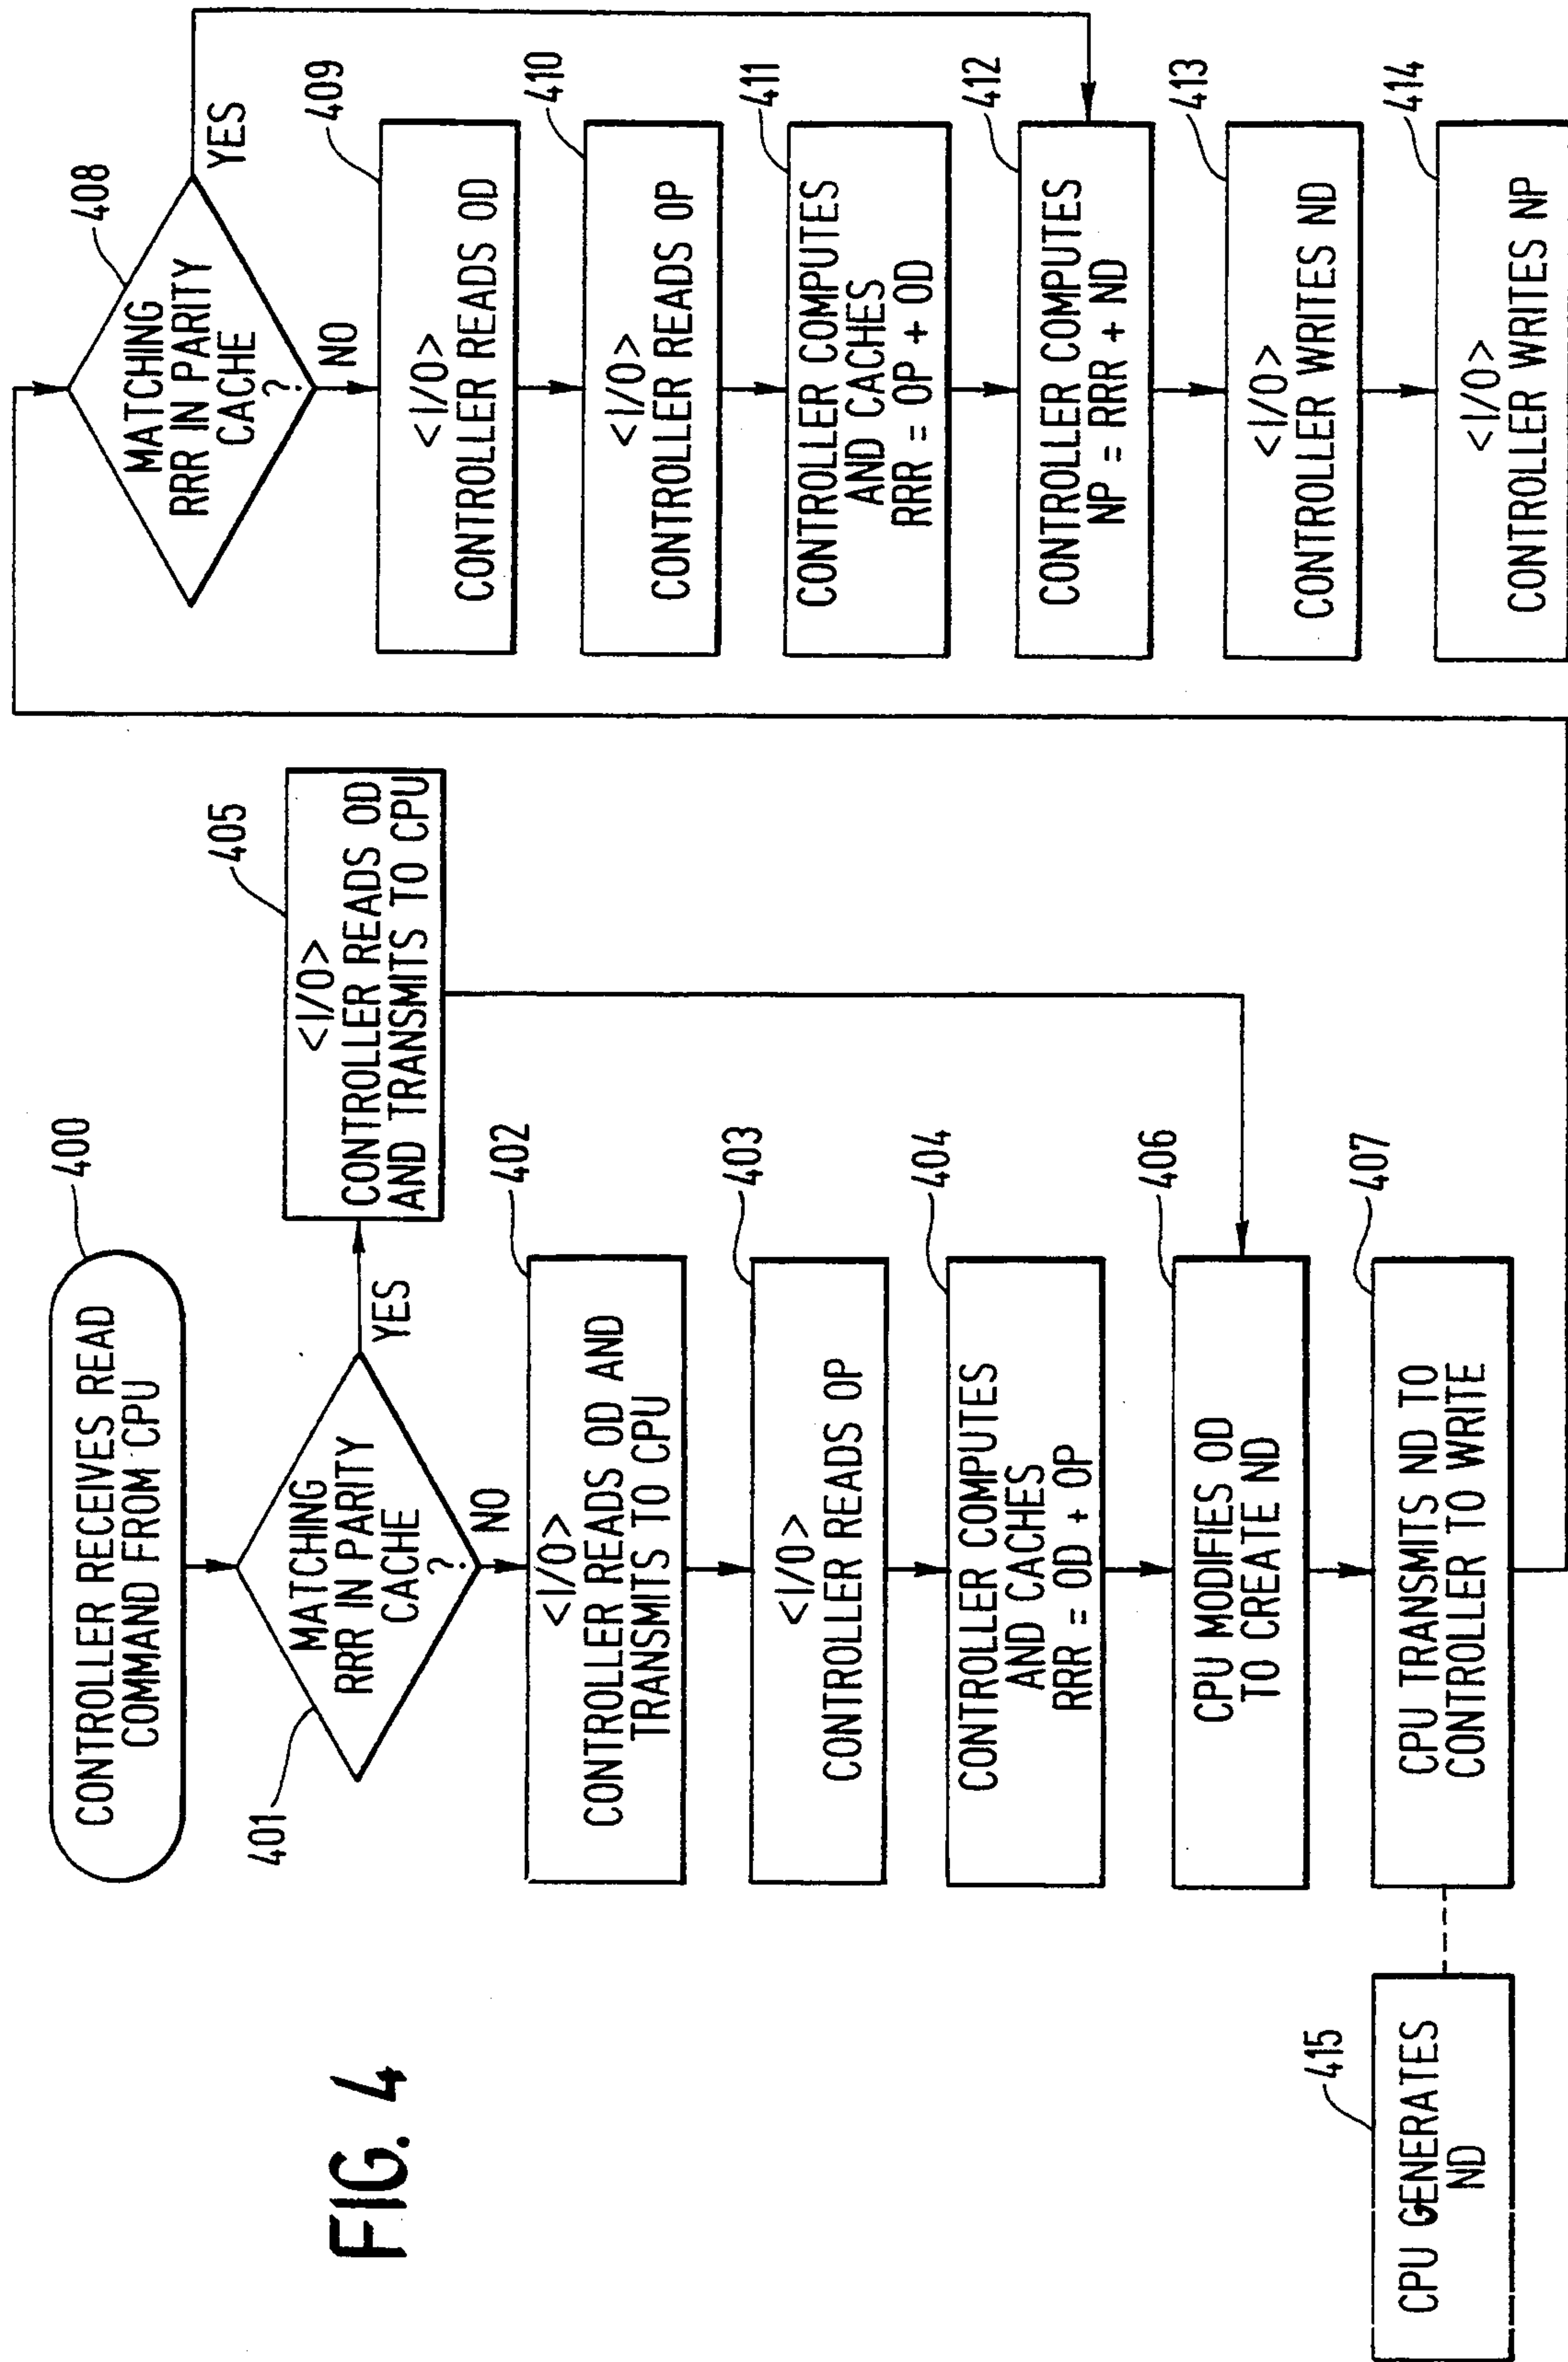 FIG. 4
400
CONTROLLER RECEIVES READ
COMMAND FROM CPU
401
MATCHING
RRR IN PARITY
CACHE
?
YES
NO
405
<I/O>
CONTROLLER READS OD
AND TRANSMITS TO CPU
402
<I/O>
CONTROLLER READS OD AND
TRANSMITS TO CPU
403
<I/O>
CONTROLLER READS OP
404
CONTROLLER COMPUTES
AND CACHES
RRR = OD + OP
406
CPU MODIFIES OD
TO CREATE ND
407
CPU TRANSMITS ND TO
CONTROLLER TO WRITE
415
CPU GENERATES
ND
408
MATCHING
RRR IN PARITY
CACHE
?
YES
NO
409
<I/O>
CONTROLLER READS OD
410
<I/O>
CONTROLLER READS OP
411
CONTROLLER COMPUTES
AND CACHES
RRR = OP + OD
412
CONTROLLER COMPUTES
NP = RRR + ND
413
<I/O>
CONTROLLER WRITES ND
414
<I/O>
CONTROLLER WRITES NP